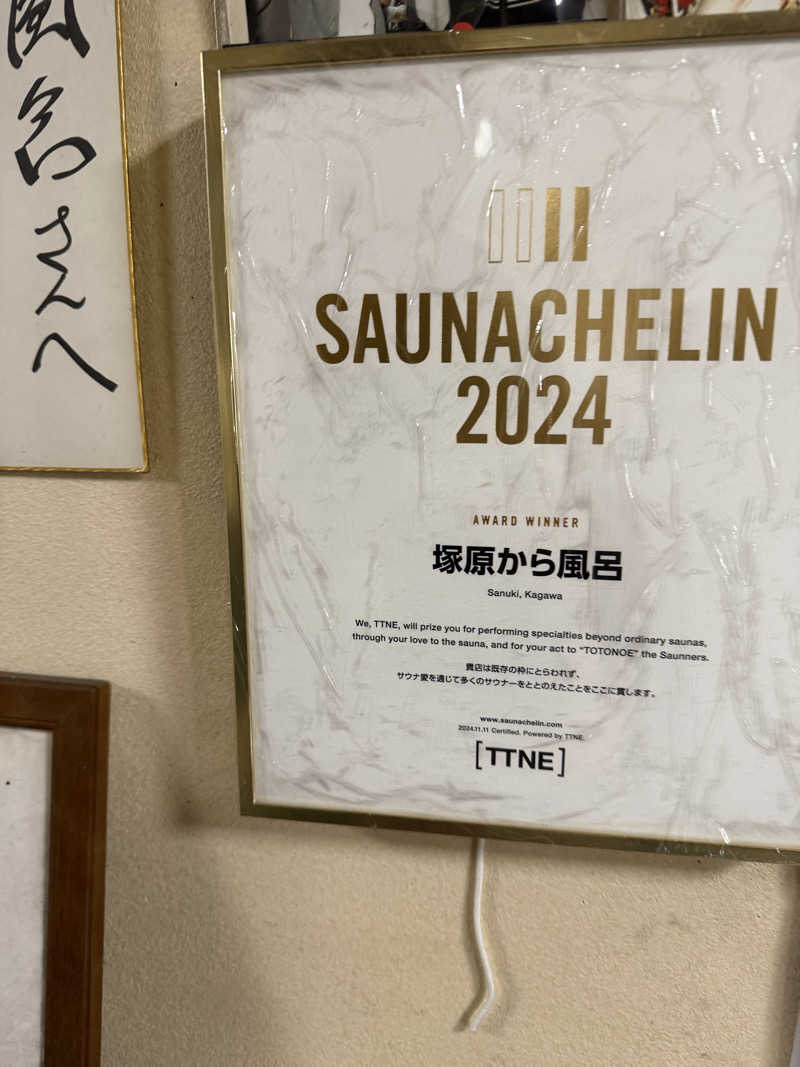 風呂さんへ
SAUNACHELIN
2024
AWARD WINNER
塚原から風呂
Sanuki, Kagawa
We, TTNE, will prize you for performing specialties beyond ordinary saunas,
through your love to the sauna, and for your act to “TOTONOE” the Saunners.
貴店は既存の枠にとらわれず、
サウナ愛を通じて多くのサウナーをととのえたことをここに賞します。
www.saunachelin.com
2024.11.11 Certified. Powered by TTNE.
[TTNE]